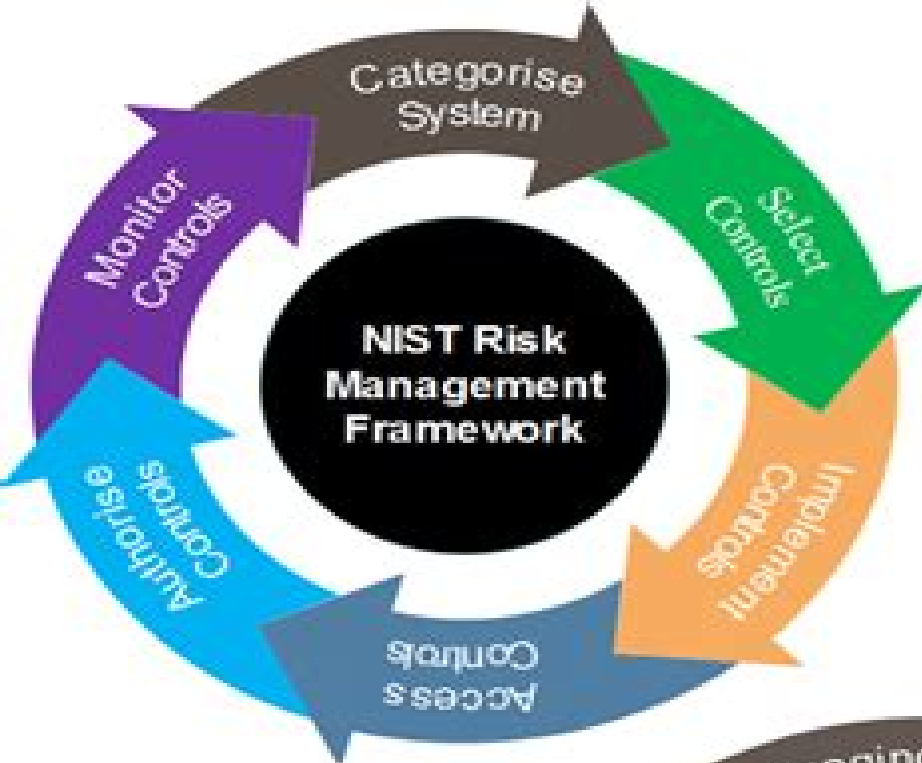 Categorise
System
Select
Controls
Implement
Controls
Access
Controls
Authorise
Controls
Monitor
Controls
NIST Risk
Management
Framework